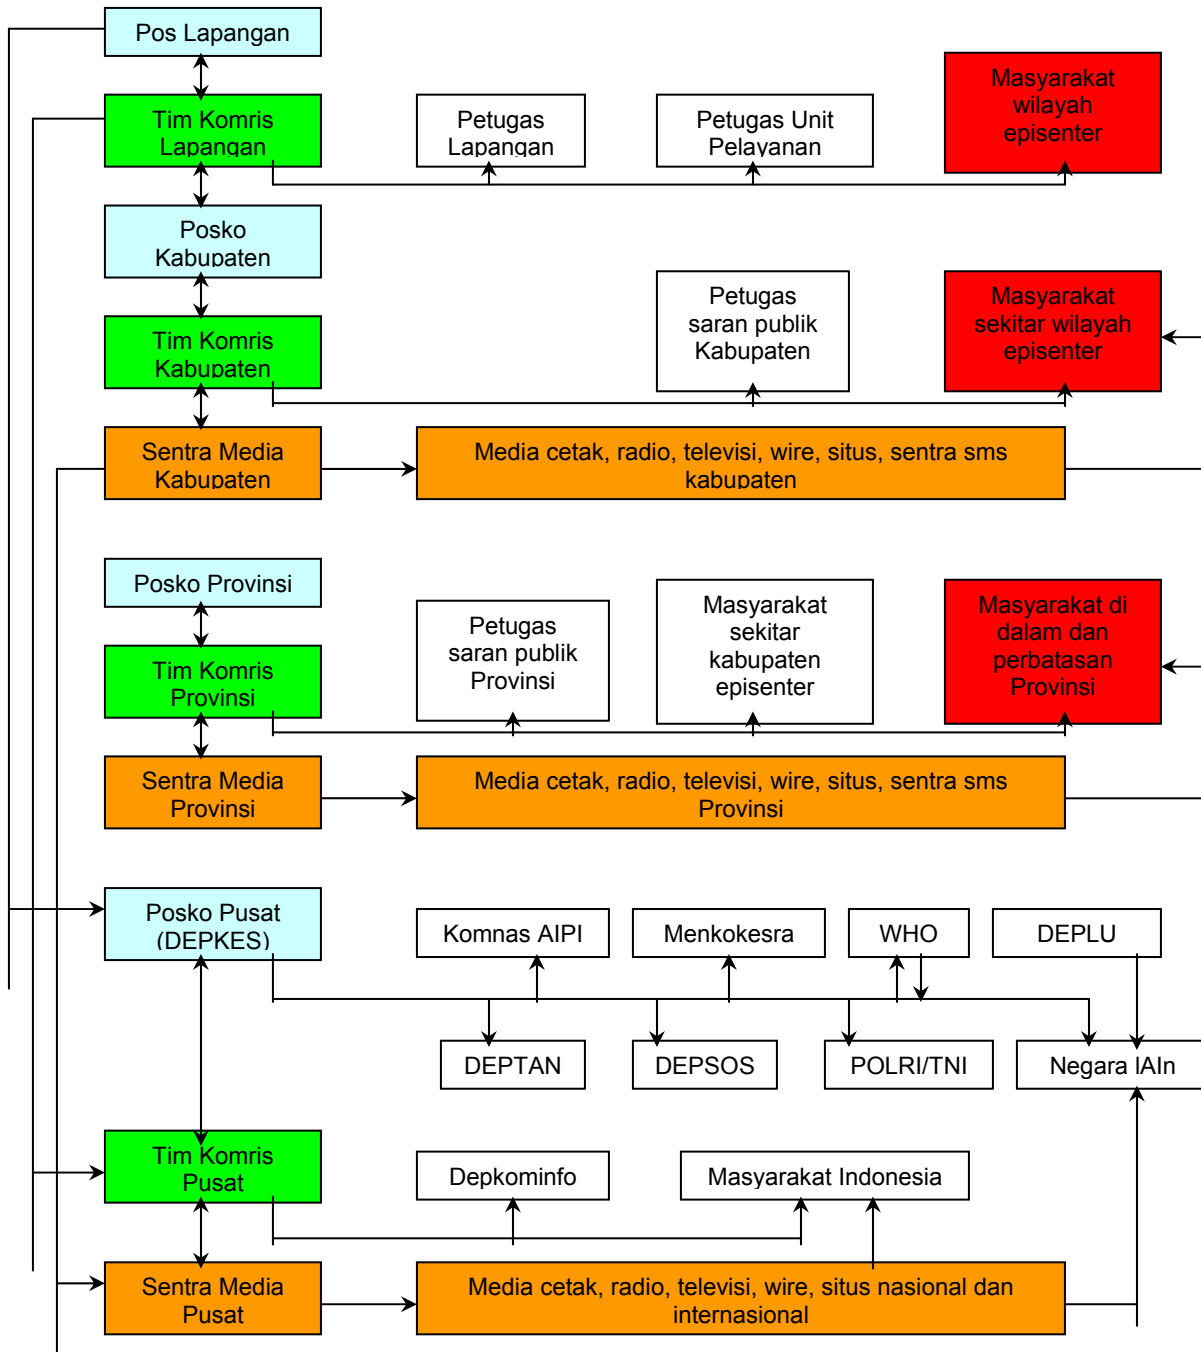 Pos Lapangan
Tim Komris
Lapangan
Petugas
Lapangan
Petugas Unit
Pelayanan
Masyarakat
wilayah
episenter
Posko
Kabupaten
Tim Komris
Kabupaten
Petugas
saran publik
Kabupaten
Masyarakat
sekitar wilayah
episenter
Sentra Media
Kabupaten
Media cetak, radio, televisi, wire, situs, sentra sms
kabupaten
Posko Provinsi
Tim Komris
Provinsi
Petugas
saran publik
Provinsi
Masyarakat
sekitar
kabupaten
episenter
Masyarakat di
dalam dan
perbatasan
Provinsi
Sentra Media
Provinsi
Media cetak, radio, televisi, wire, situs, sentra sms
Provinsi
Posko Pusat
(DEPKES)
Komnas AIPI
Menkokesra
WHO
DEPLU
DEPTAN
DEPSOS
POLRI/TNI
Negara lAIn
Tim Komris
Pusat
Depkominfo
Masyarakat Indonesia
Sentra Media
Pusat
Media cetak, radio, televisi, wire, situs nasional dan
internasional